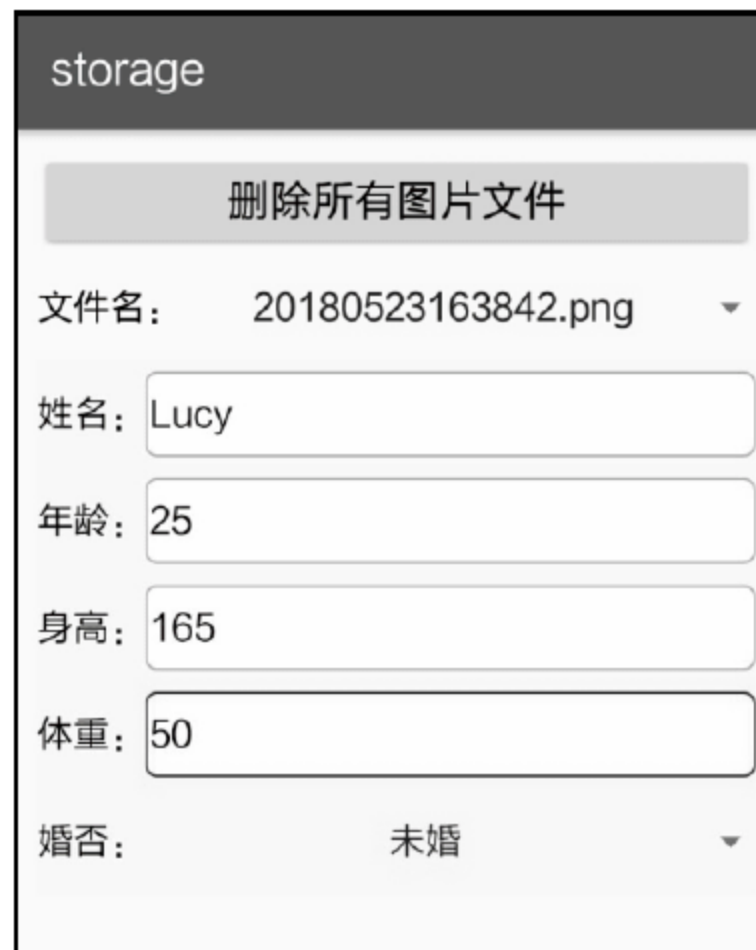 storage
删除所有图片文件
文件名： 20180523163842.png
姓名： Lucy
年龄： 25
身高： 165
体重： 50
婚否： 未婚